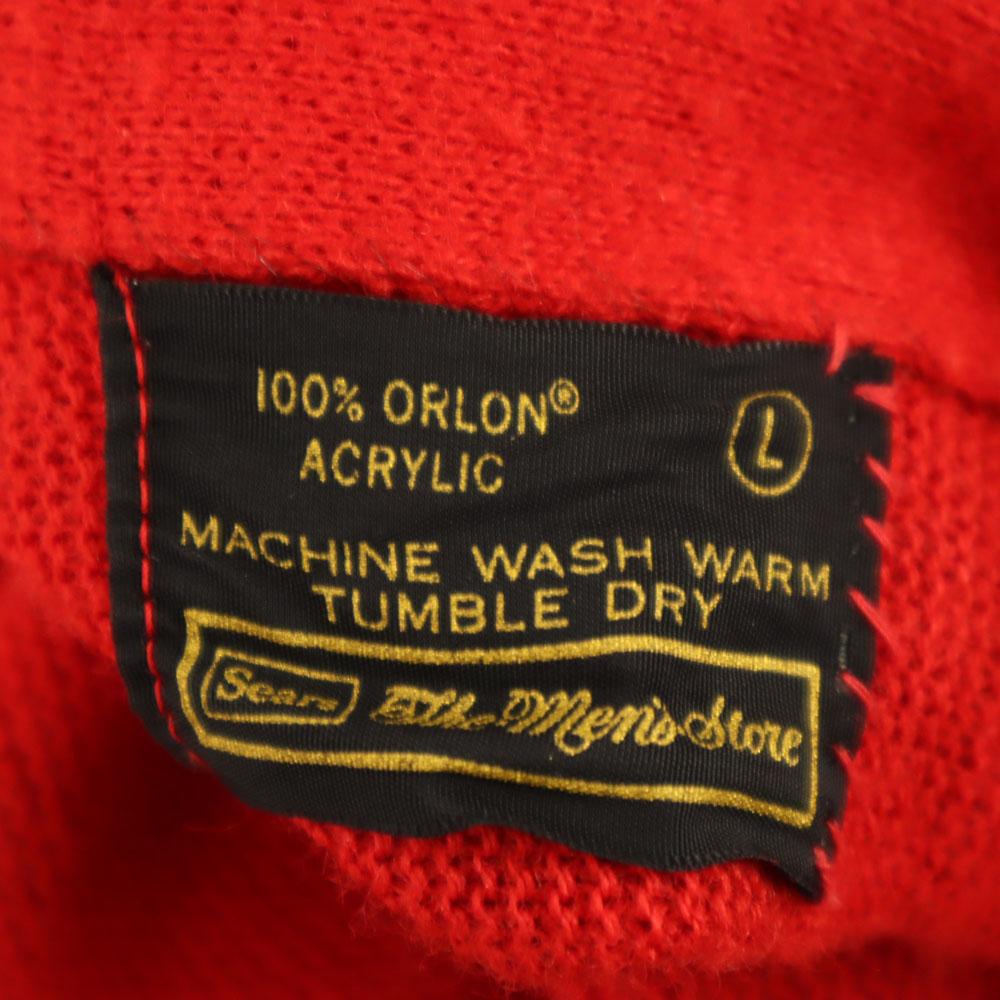 100% ORLON®
ACRYLIC
L
MACHINE WASH WARM
TUMBLE DRY
Sears The Men's Store